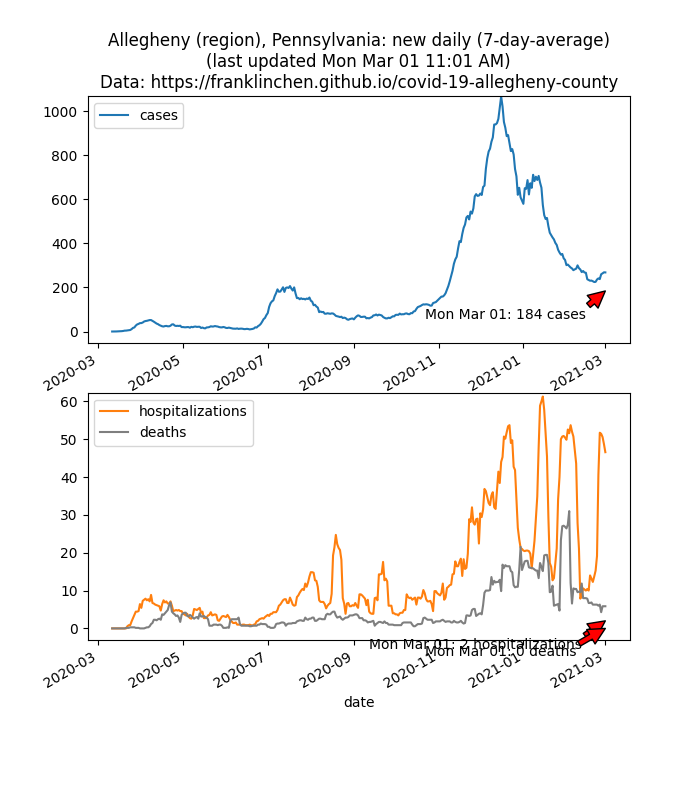 Allegheny (region), Pennsylvania: new daily (7-day-average)
(last updated Mon Mar 01 11:01 AM)
Data: https://franklinchen.github.io/covid-19-allegheny-county
cases
1000
800
600
400
200
0
Mon Mar 01: 184 cases
2020-03
2020-05
2020-07
2020-09
2020-11
2021-01
2021-03
hospitalizations
deaths
60
50
40
30
20
10
0
Mon Mar 01: 2 hospitalizations
Mon Mar 01: 0 deaths
2020-03
2020-05
2020-07
2020-09
2020-11
2021-01
2021-03
date